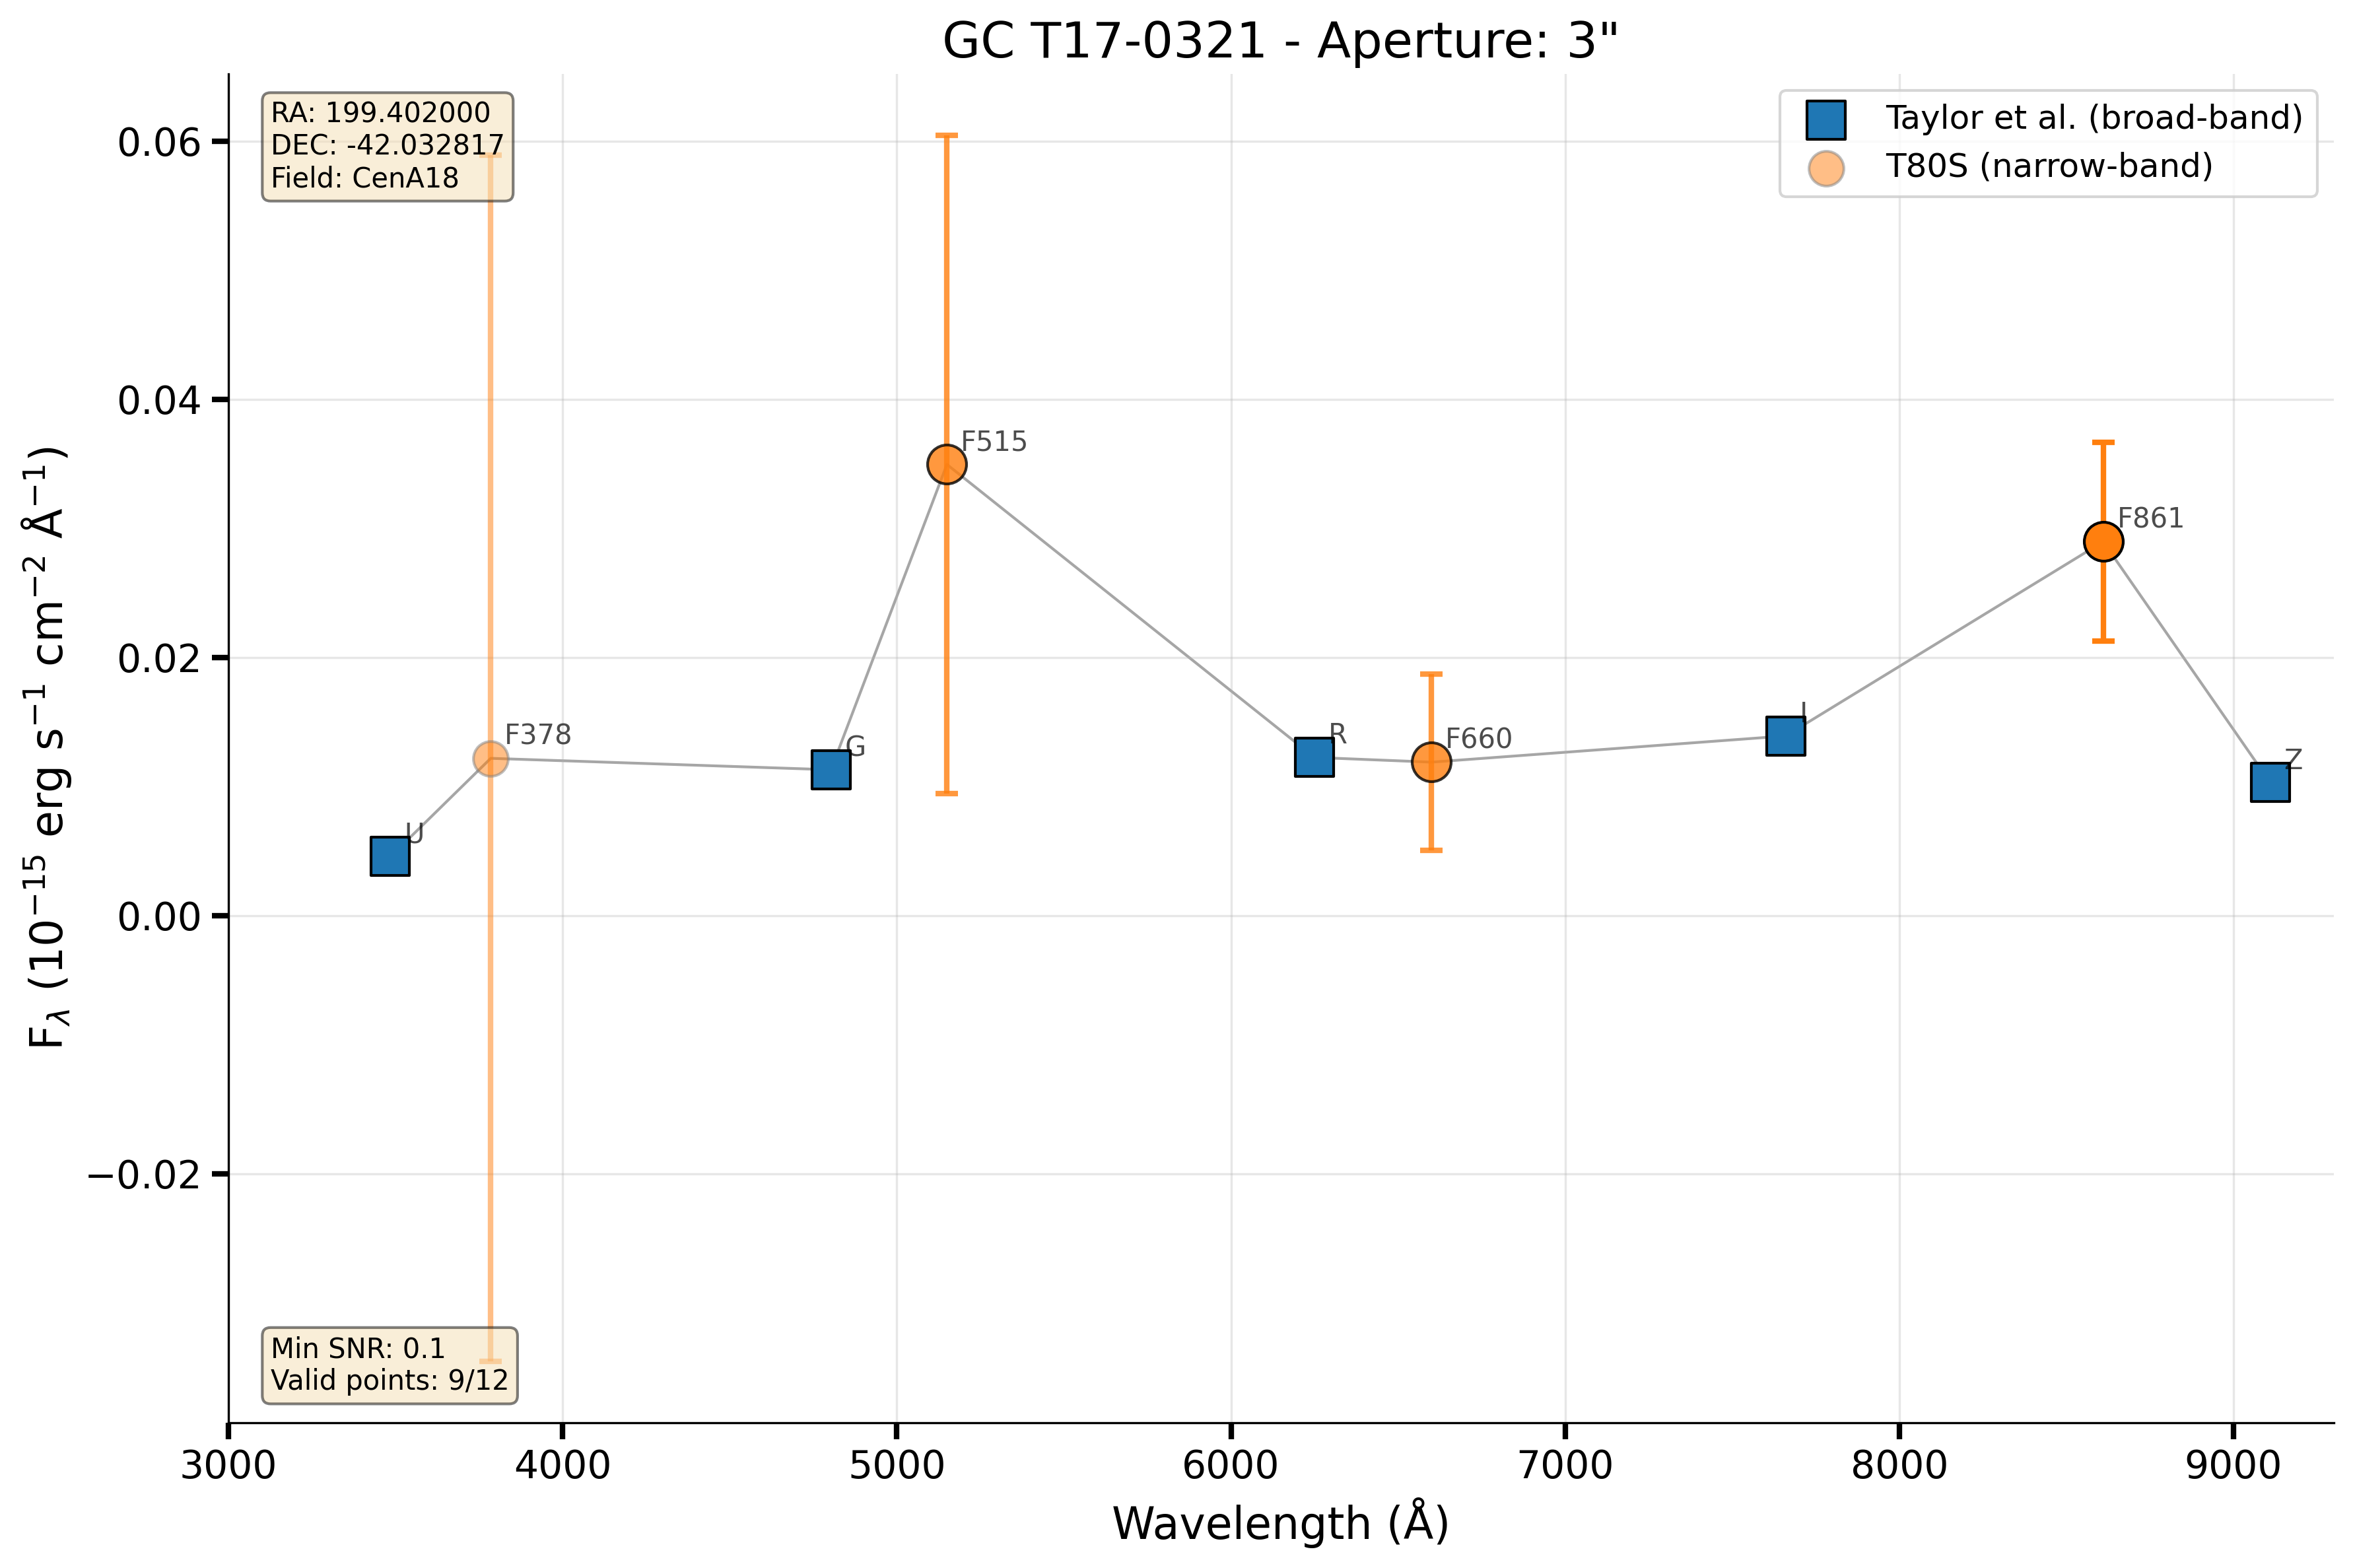 GC T17-0321 - Aperture: 3"
RA: 199.402000
DEC: -42.032817
Field: CenA18
Taylor et al. (broad-band)
T80S (narrow-band)
0.06
0.04
0.02
0.00
−0.02
F515
F861
F378
G
R
F660
I
Z
U
Min SNR: 0.1
Valid points: 9/12
3000 4000 5000 6000 7000 8000 9000
Wavelength (Å)
Fλ (10⁻¹⁵ erg s⁻¹ cm⁻² Å⁻¹)